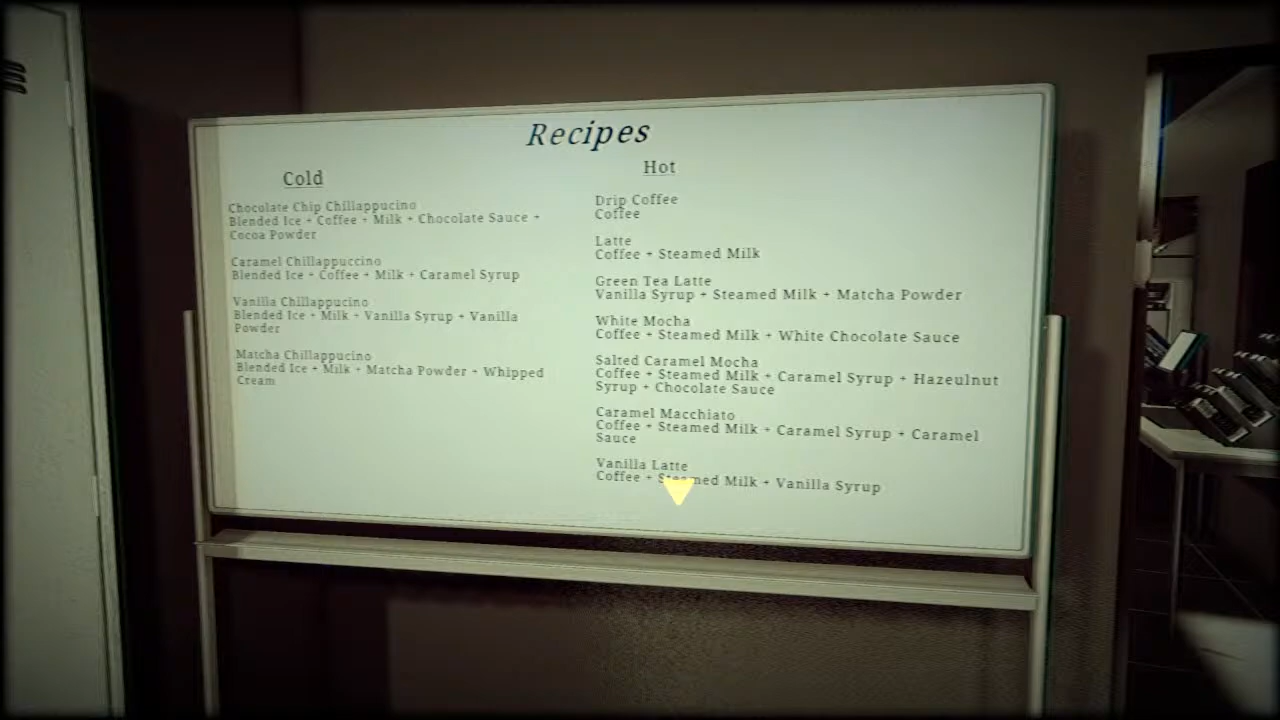 Recipes
Cold
Chocolate Chip Chillappucino
Blended Ice + Coffee + Milk + Chocolate Sauce +
Cocoa Powder
Caramel Chillappuccino
Blended Ice + Coffee + Milk + Caramel Syrup
Vanilla Chillappucino
Blended Ice + Milk + Vanilla Syrup + Vanilla
Powder
Matcha Chillappucino
Blended Ice + Milk + Matcha Powder + Whipped
Cream
Hot
Drip Coffee
Coffee
Latte
Coffee + Steamed Milk
Green Tea Latte
Vanilla Syrup + Steamed Milk + Matcha Powder
White Mocha
Coffee + Steamed Milk + White Chocolate Sauce
Salted Caramel Mocha
Coffee + Steamed Milk + Caramel Syrup + Hazeulnut
Syrup + Chocolate Sauce
Caramel Macchiato
Coffee + Steamed Milk + Caramel Syrup + Caramel
Sauce
Vanilla Latte
Coffee + Steamed Milk + Vanilla Syrup